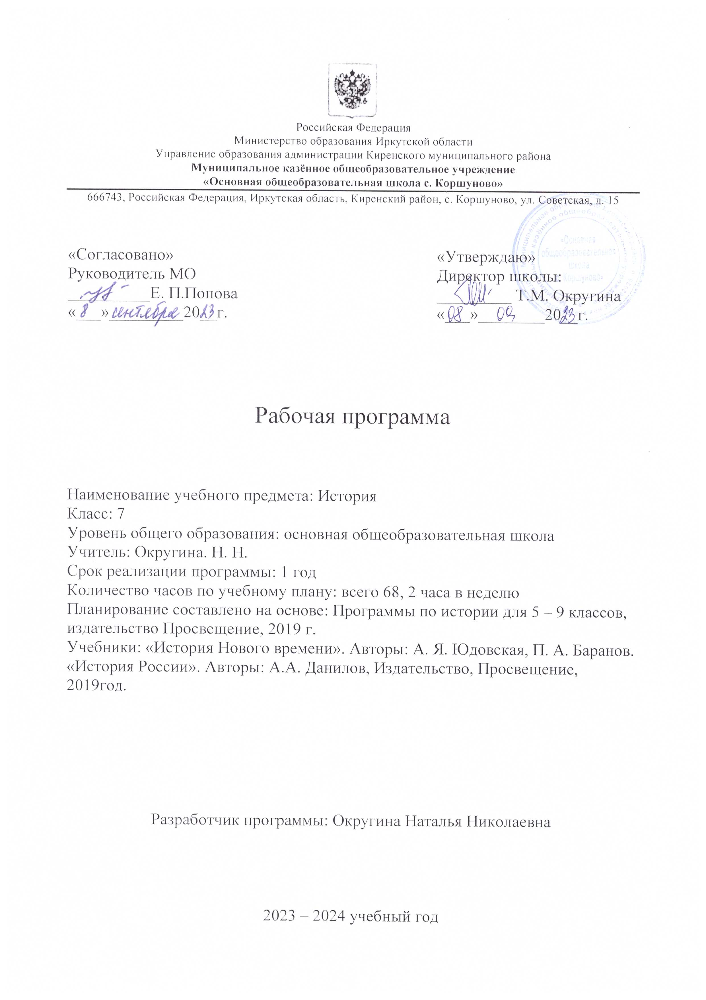 Российская Федерация
Министерство образования Иркутской области
Управление образования администрации Киренского муниципального района
Муниципальное казённое общеобразовательное учреждение
«Основная общеобразовательная школа с. Коршуново»
666743, Российская Федерация, Иркутская область, Киренский район, с. Коршуново, ул. Советская, д. 15
«Согласовано»
Руководитель МО
Е. П.Попова
«8» сентября 2023 г.
«Утверждаю»
Директор школы:
Т.М. Округина
«08» 09 2023 г.
«Основная
общеобразовательная
школа
с. Коршуново»
Рабочая программа
Наименование учебного предмета: История
Класс: 7
Уровень общего образования: основная общеобразовательная школа
Учитель: Округина. Н. Н.
Срок реализации программы: 1 год
Количество часов по учебному плану: всего 68, 2 часа в неделю
Планирование составлено на основе: Программы по истории для 5 – 9 классов,
издательство Просвещение, 2019 г.
Учебники: «История Нового времени». Авторы: А. Я. Юдовская, П. А. Баранов.
«История России». Авторы: А.А. Данилов, Издательство, Просвещение,
2019год.
Разработчик программы: Округина Наталья Николаевна
2023 – 2024 учебный год